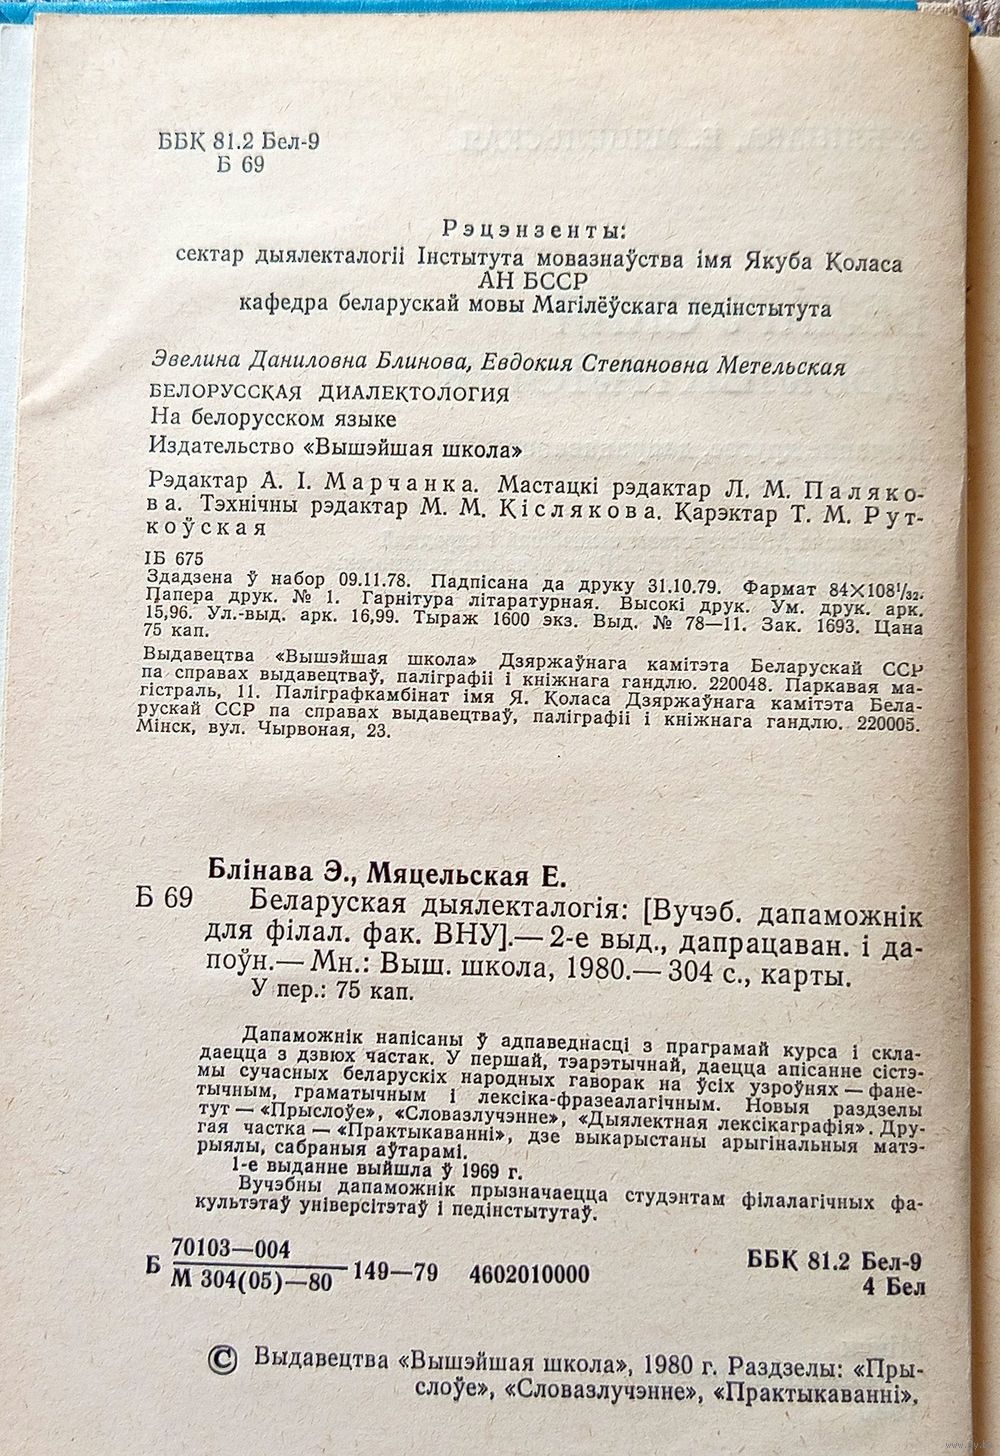 ББК 81.2 Бел-9
Б 69
Рэцэнзенты:
сектар дыялекталогіі Інстытута мовазнаўства імя Якуба Коласа
АН БССР
кафедра беларускай мовы Магілёўскага педінстытута
Эвелина Даниловна Блинова, Евдокия Степановна Метельская
БЕЛОРУССКАЯ ДИАЛЕКТОЛОГИЯ
На белорусском языке
Издательство «Вышэйшая школа»
Рэдактар А. І. Марчанка. Мастацкі рэдактар Л. М. Паляко-
ва. Тэхнічны рэдактар М. М. Кіслякова. Карэктар Т. М. Рут-
коўская
ІБ 675
Здадзена ў набор 09.11.78. Падпісана да друку 31.10.79. Фармат 84×108¹/₃₂.
Папера друк. № 1. Гарнітура літаратурная. Высокі друк. Ум. друк. арк.
15,96. Ул.-выд. арк. 16,99. Тыраж 1600 экз. Выд. № 78—11. Зак. 1693. Цана
75 кап.
Выдавецтва «Вышэйшая школа» Дзяржаўнага камітэта Беларускай ССР
па справах выдавецтваў, паліграфіі і кніжнага гандлю. 220048. Паркавая ма-
гістраль, 11. Паліграфкамбінат імя Я. Коласа Дзяржаўнага камітэта Бела-
рускай ССР па справах выдавецтваў, паліграфіі і кніжнага гандлю. 220005.
Мінск, вул. Чырвоная, 23.
Блінава Э., Мяцельская Е.
Б 69 Беларуская дыялекталогія: [Вучэб. дапаможнік
для філал. фак. ВНУ].— 2-е выд., дапрацаван. і да-
поўн.— Мн.: Выш. школа, 1980.— 304 с., карты.
У пер.: 75 кап.
Дапаможнік напісаны ў адпаведнасці з праграмай курса і скла-
даецца з дзвюх частак. У першай, тэарэтычнай, даецца апісанне сістэ-
мы сучасных беларускіх народных гаворак на ўсіх узроўнях — фане-
тычным, граматычным і лексіка-фразеалагічным. Новыя раздзелы
тут — «Прыслоўе», «Словазлучэнне», «Дыялектная лексікаграфія». Дру-
гая частка — «Практыкаванні», дзе выкарыстаны арыгінальныя матэ-
рыялы, сабраныя аўтарамі.
1-е выданне выйшла ў 1969 г.
Вучэбны дапаможнік прызначаецца студэнтам філалагічных фа-
культэтаў універсітэтаў і педінстытутаў.
Б 70103—004
М 304(05)—80 149—79 4602010000
ББК 81.2 Бел-9
4 Бел
© Выдавецтва «Вышэйшая школа», 1980 г. Раздзелы: «Пры-
слоўе», «Словазлучэнне», «Практыкаванні»,